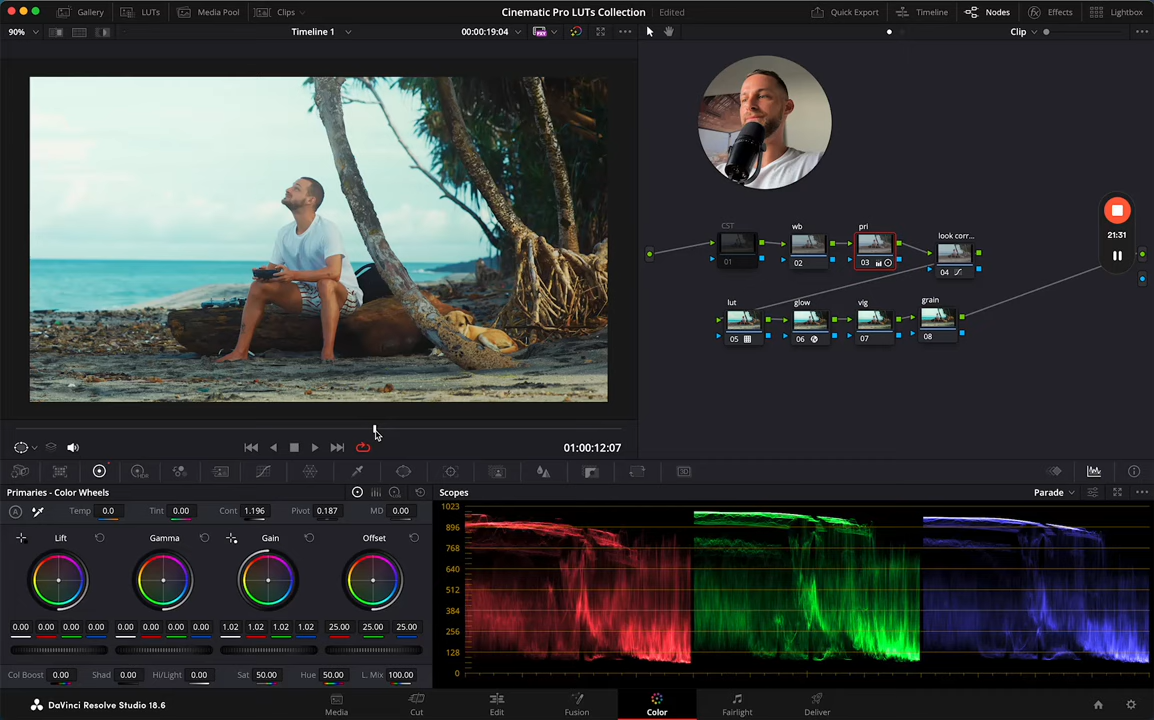 Gallery LUTs Media Pool Clips Cinematic Pro LUTs Collection Edited Quick Export Timeline Nodes Effects Lightbox
90% Timeline 1 00:00:19:04 Clip
CST
01
wb
02
pri
03
look corr...
04
21:31
lut
05
glow
06
vig
07
grain
08
01:00:12:07
Primaries - Color Wheels
Temp 0.0 Tint 0.00 Cont 1.196 Pivot 0.187 MD 0.00
Lift Gamma Gain Offset
0.00 0.00 0.00 0.00 0.00 0.00 0.00 0.00 1.02 1.02 1.02 1.02 25.00 25.00 25.00
Col Boost 0.00 Shad 0.00 Hi/Light 0.00 Sat 50.00 Hue 50.00 L. Mix 100.00
Scopes Parade
1023
896
768
640
512
384
256
128
0
DaVinci Resolve Studio 18.6 Media Cut Edit Fusion Color Fairlight Deliver